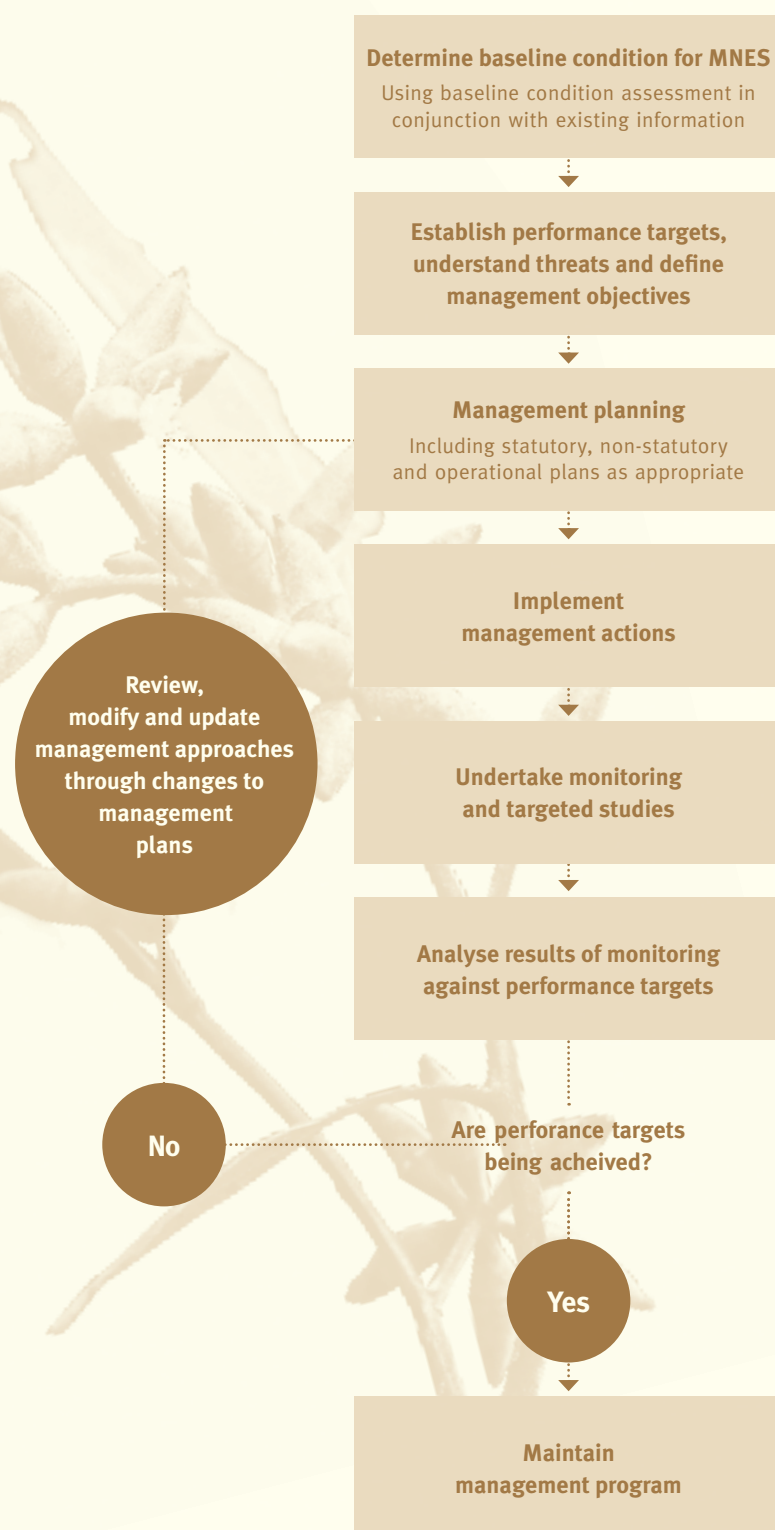 Determine baseline condition for MNES
Using baseline condition assessment in
conjunction with existing information
Establish performance targets,
understand threats and define
management objectives
Management planning
Including statutory, non-statutory
and operational plans as appropriate
Implement
management actions
Review,
modify and update
management approaches
through changes to
management
plans
Undertake monitoring
and targeted studies
Analyse results of monitoring
against performance targets
Are perforance targets
being acheived?
No
Yes
Maintain
management program